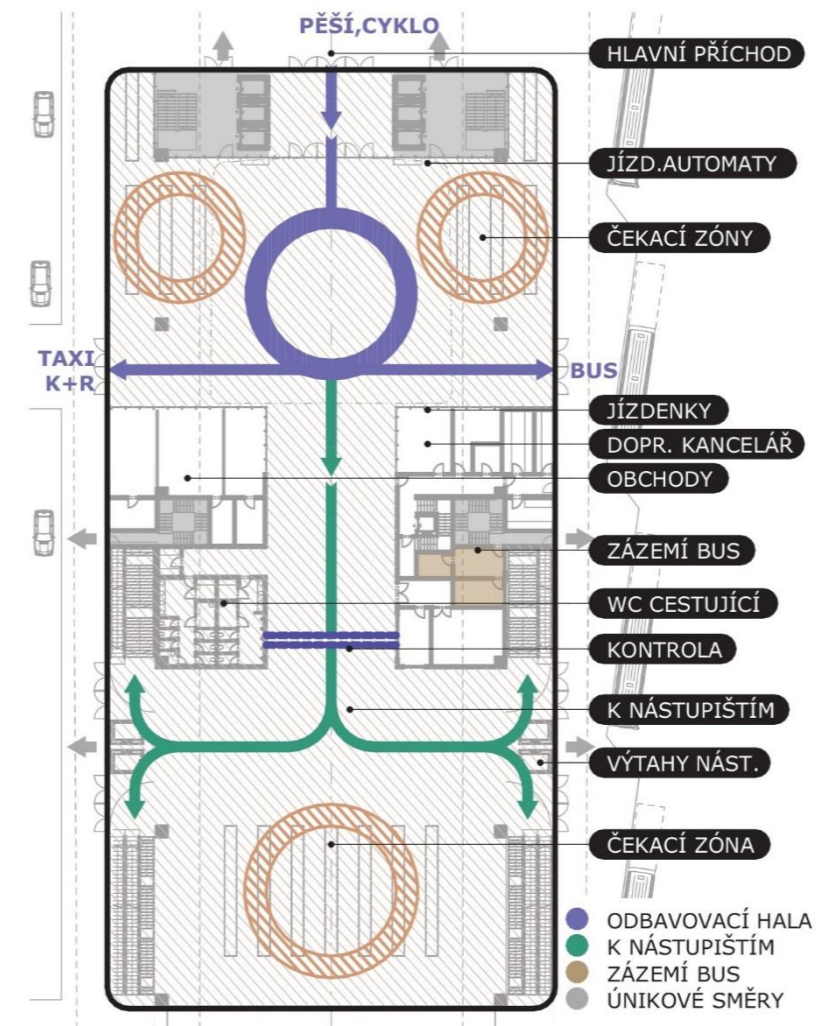 PĚŠÍ,CYKLO
HLAVNÍ PŘÍCHOD
JÍZD.AUTOMATY
ČEKACÍ ZÓNY
TAXI
K+R
BUS
JÍZDENKY
DOPR. KANCELÁŘ
OBCHODY
ZÁZEMÍ BUS
WC CESTUJÍCÍ
KONTROLA
K NÁSTUPIŠTÍM
VÝTAHY NÁST.
ČEKACÍ ZÓNA
ODBAVOVACÍ HALA
K NÁSTUPIŠTÍM
ZÁZEMÍ BUS
ÚNIKOVÉ SMĚRY